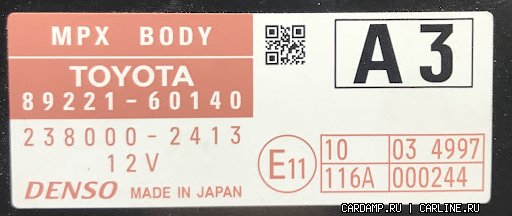 MPX BODY
TOYOTA
89221-60140
238000-2413
12V
DENSO MADE IN JAPAN
A3
E11
10 03 4997
116A 000244
CARDAMP.RU | CARLINE.RU